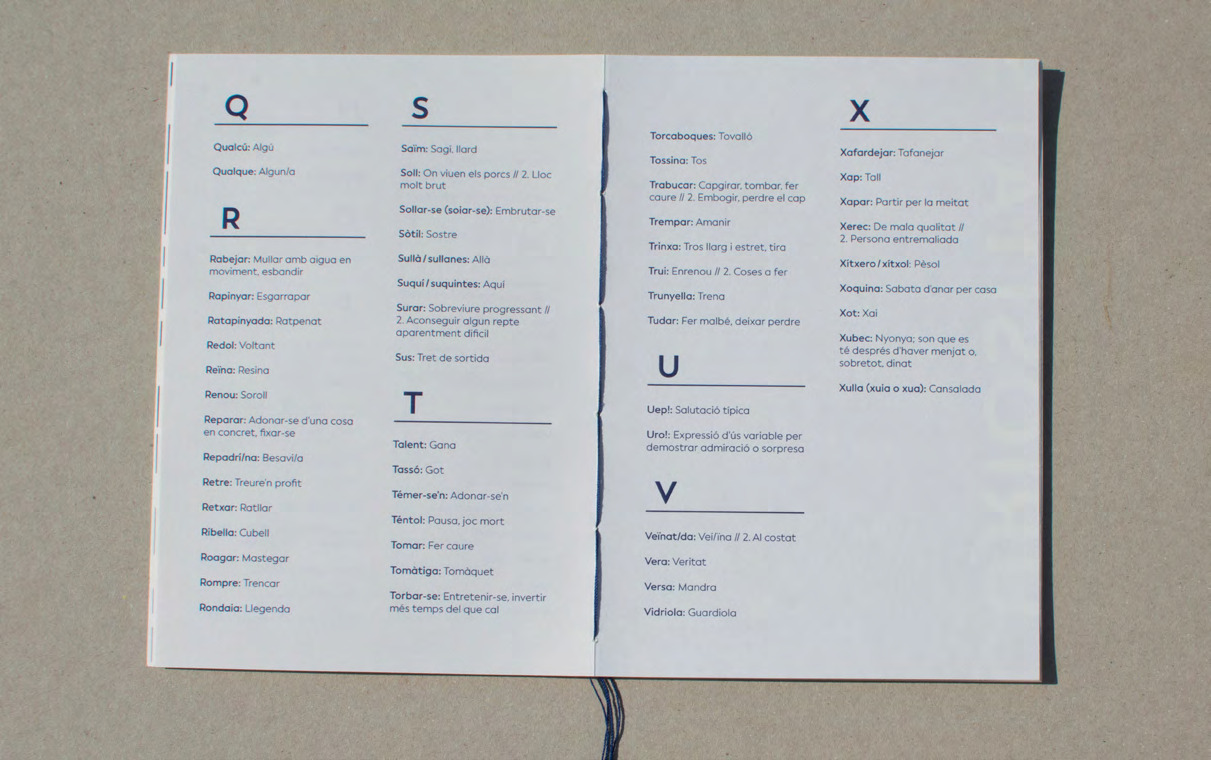 Q
Qualcú: Algú
Qualque: Algun/a
R
Rabejar: Mullar amb aigua en
moviment, esbandir
Rapinyar: Esgarrapar
Ratapinyada: Ratpenat
Redol: Voltant
Reïna: Resina
Renou: Soroll
Reparar: Adonar-se d'una cosa
en concret, fixar-se
Repadrí/na: Besavi/a
Retre: Treure'n profit
Retxar: Ratllar
Ribella: Cubell
Roagar: Mastegar
Rompre: Trencar
Rondaia: Llegenda
S
Saïm: Sagí, llard
Soll: On viuen els porcs // 2. Lloc
molt brut
Sollar-se (soiar-se): Embrutar-se
Sòtil: Sostre
Sullà / sullanes: Allà
Suquí / suquintes: Aquí
Surar: Sobreviure progressant //
2. Aconseguir algun repte
aparentment difícil
Sus: Tret de sortida
T
Talent: Gana
Tassó: Got
Témer-se'n: Adonar-se'n
Téntol: Pausa, joc mort
Tomar: Fer caure
Tomàtiga: Tomàquet
Torbar-se: Entretenir-se, invertir
més temps del que cal
Torcaboques: Tovalló
Tossina: Tos
Trabucar: Capgirar, tombar, fer
caure // 2. Embogir, perdre el cap
Trempar: Amanir
Trinxa: Tros llarg i estret, tira
Trui: Enrenou // 2. Coses a fer
Trunyella: Trena
Tudar: Fer malbé, deixar perdre
U
Uep!: Salutació típica
Uro!: Expressió d'ús variable per
demostrar admiració o sorpresa
V
Veïnat/da: Veí/ïna // 2. Al costat
Vera: Veritat
Versa: Mandra
Vidriola: Guardiola
X
Xafardejar: Tafanejar
Xap: Tall
Xapar: Partir per la meitat
Xerec: De mala qualitat //
2. Persona entremaliada
Xitxero / xítxol: Pèsol
Xoquina: Sabata d'anar per casa
Xot: Xai
Xubec: Nyonya; son que es
té després d'haver menjat o,
sobretot, dinat
Xulla (xuia o xua): Cansalada